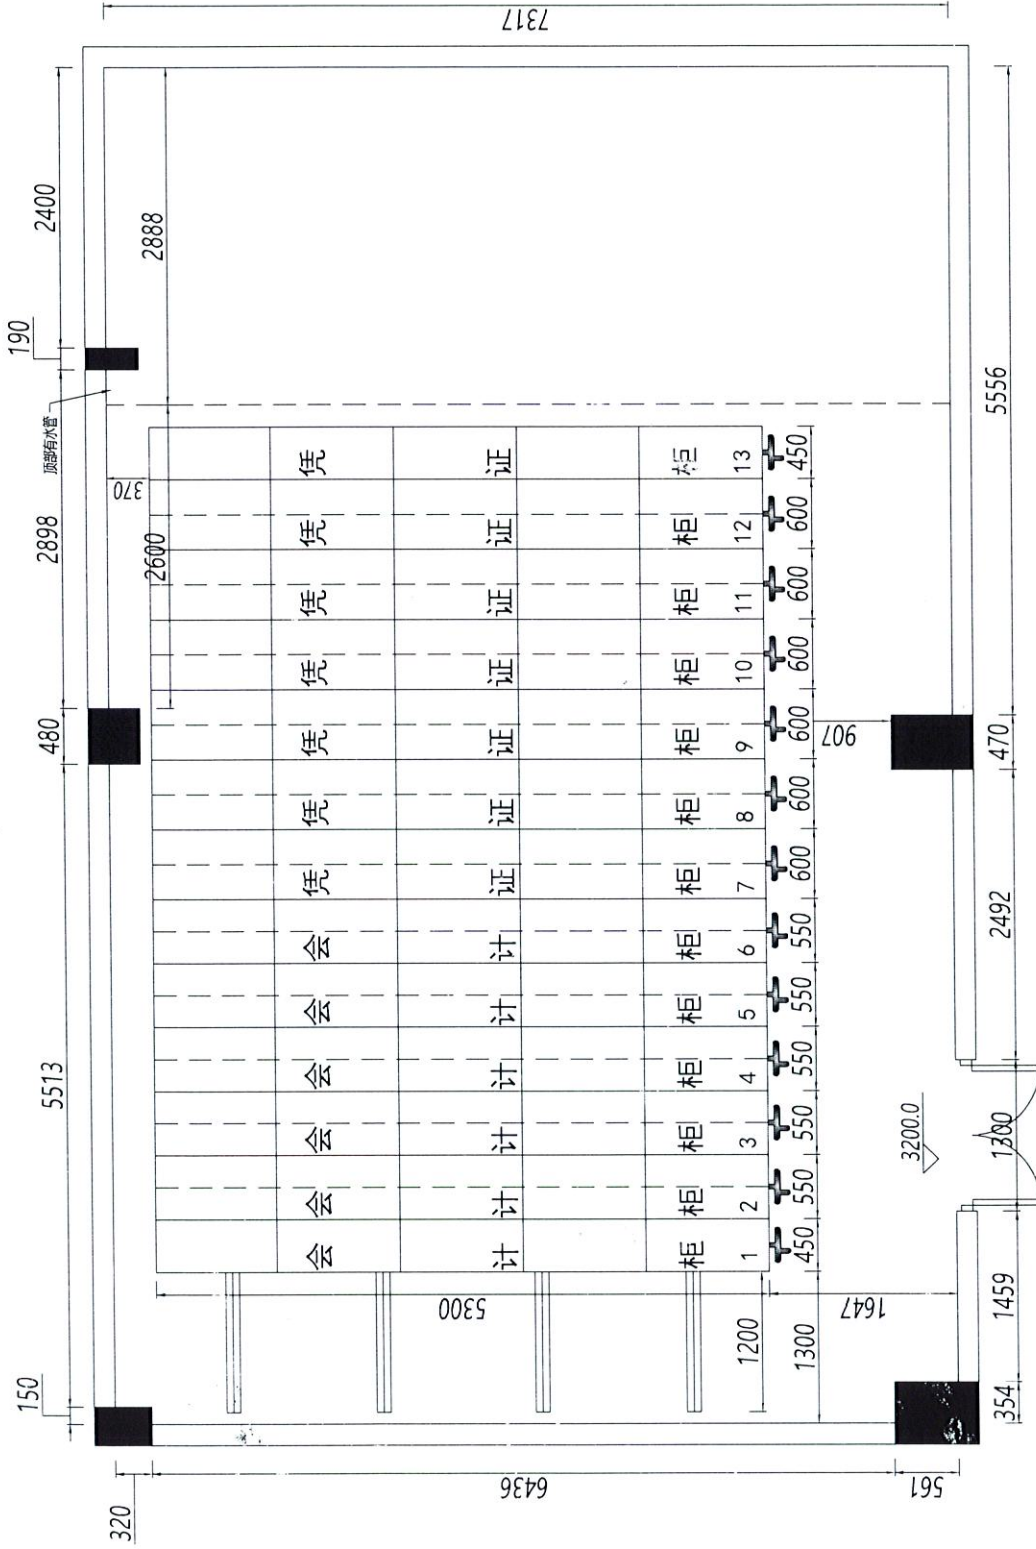 7317
2400
2888
190
顶部有水管
370
2898
2600
480
5513
150
320
5556
470
907
2492
3200.0
1300
1459
354
凭 证 柜 13 450
凭 证 柜 12 600
凭 证 柜 11 600
凭 证 柜 10 600
凭 证 柜 9 600
凭 证 柜 8 600
凭 证 柜 7 600
会 计 柜 6 550
会 计 柜 5 550
会 计 柜 4 550
会 计 柜 3 550
会 计 柜 2 550
会 计 柜 1 450
5300
1647
1200
1300
6436
561